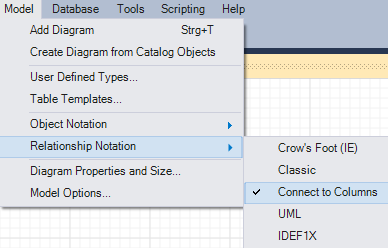 Model Database Tools Scripting Help
Add Diagram Strg+T
Create Diagram from Catalog Objects
User Defined Types...
Table Templates...
Object Notation
Relationship Notation
Diagram Properties and Size...
Model Options...
Crow's Foot (IE)
Classic
Connect to Columns
UML
IDEF1X